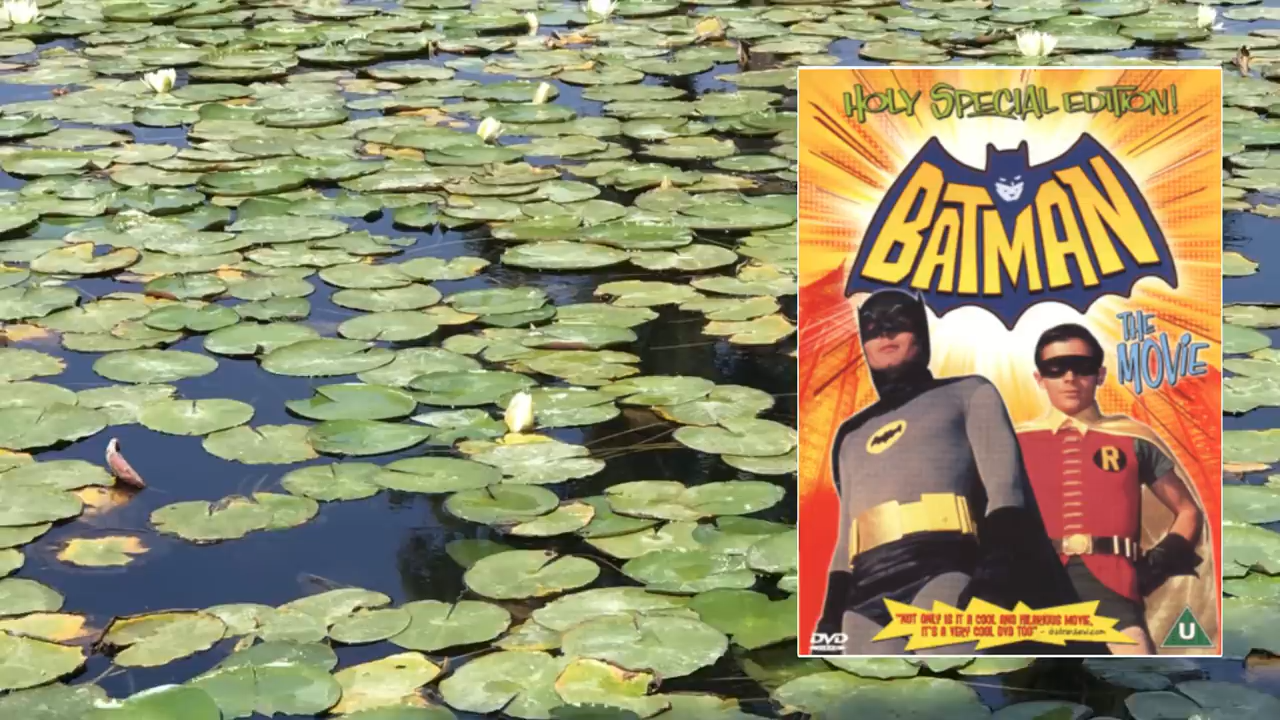 HOLY SPECIAL EDITION!
BATMAN
THE
MOVIE
R
"NOT ONLY IS IT A COOL AND HILARIOUS MOVIE,
IT'S A VERY COOL DVD TOO" -
DVD
U